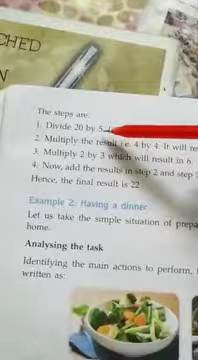 CHED
N
The steps are:
1. Divide 20 by 5.
2. Multiply the result i.e. 4 by 4. It will re
3. Multiply 2 by 3 which will result in 6.
4. Now, add the results in step 2 and step 3
Hence, the final result is 22
Example 2: Having a dinner
Let us take the simple situation of prepa
home.
Analysing the task
Identifying the main actions to perform, t
written as: